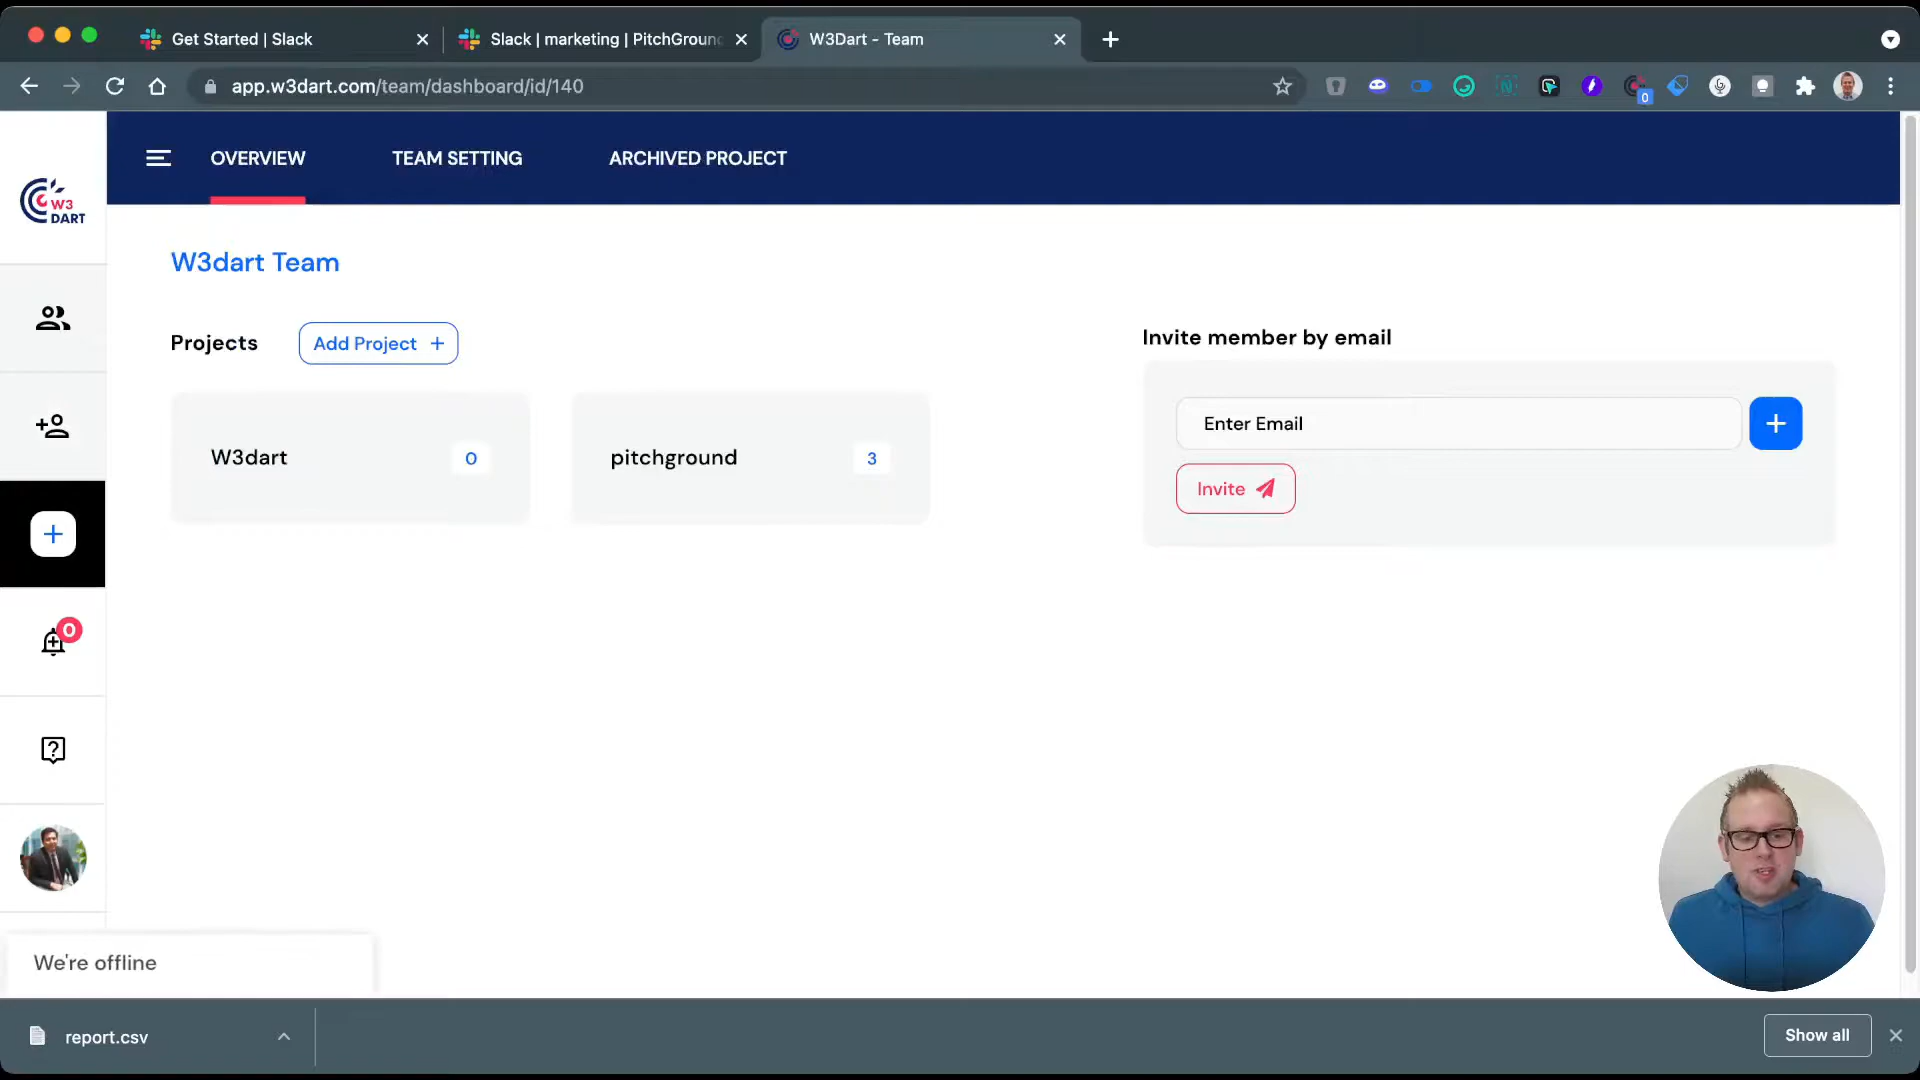 Get Started | Slack
Slack | marketing | PitchGround
W3Dart - Team
app.w3dart.com/team/dashboard/id/140
0
W3
DART
OVERVIEW
TEAM SETTING
ARCHIVED PROJECT
W3dart Team
Projects
Add Project +
Invite member by email
W3dart
0
pitchground
3
Enter Email
+
Invite
0
We're offline
report.csv
Show all